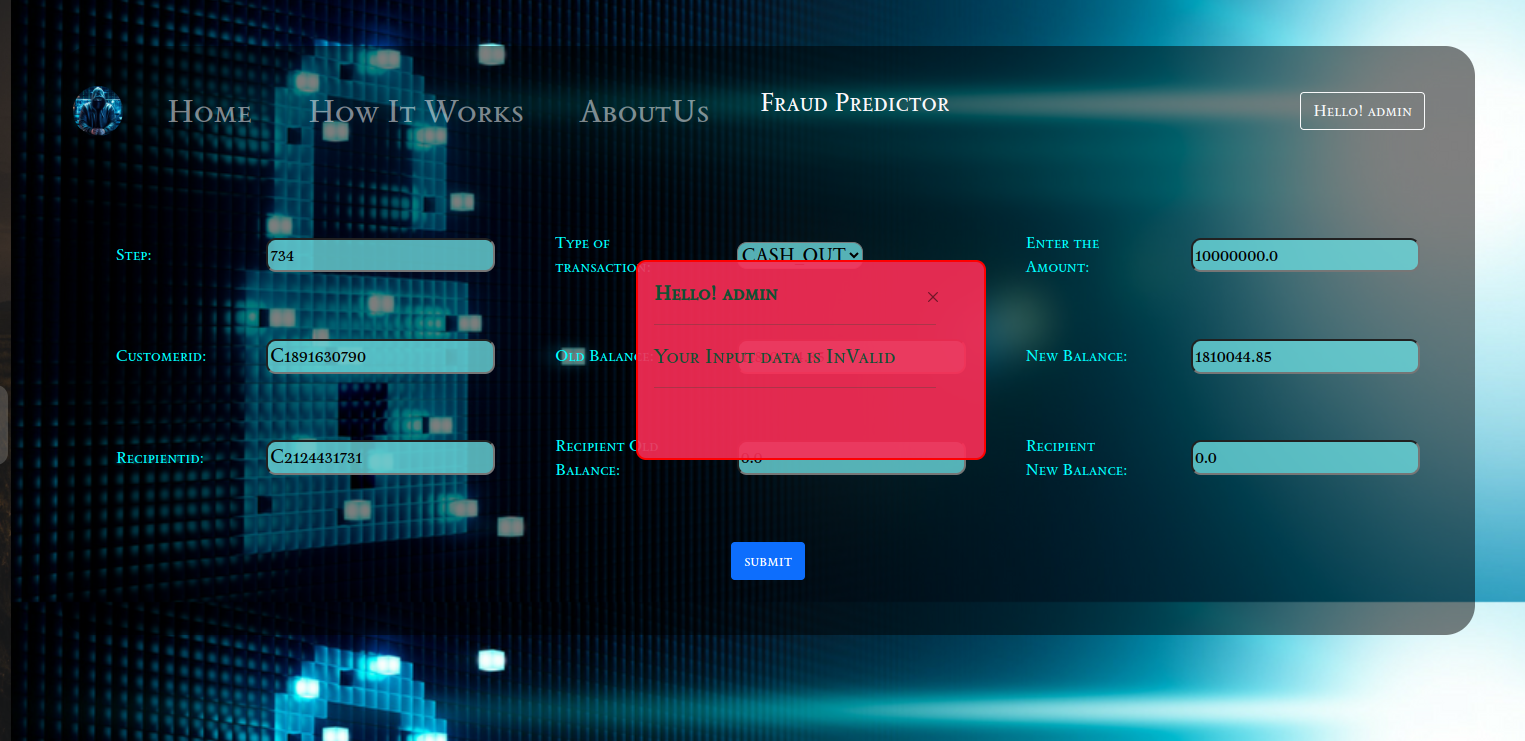 Home
How It Works
AboutUs
Fraud Predictor
Hello! admin
Step:
734
Type of
transaction:
CASH_OUT
Enter the
Amount:
10000000.0
Hello! admin
×
Customerid:
C1891630790
Old Balance:
Your Input data is InValid
New Balance:
1810044.85
Recipientid:
C2124431731
Recipient Old
Balance:
0.0
Recipient
New Balance:
0.0
submit